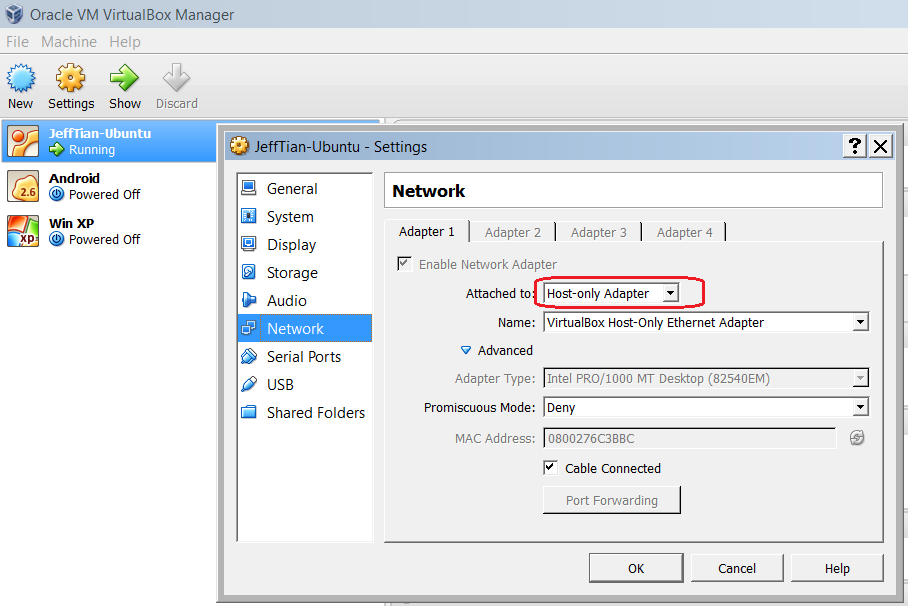 Oracle VM VirtualBox Manager
File Machine Help
New Settings Show Discard
JeffTian-Ubuntu
Running
Android
Powered Off
2.6
Win XP
Powered Off
XP
JeffTian-Ubuntu - Settings
?
General
System
Display
Storage
Audio
Network
Serial Ports
USB
Shared Folders
Network
Adapter 1 Adapter 2 Adapter 3 Adapter 4
Enable Network Adapter
Attached to: Host-only Adapter
Name: VirtualBox Host-Only Ethernet Adapter
Advanced
Adapter Type: Intel PRO/1000 MT Desktop (82540EM)
Promiscuous Mode: Deny
MAC Address: 0800276C3BBC
Cable Connected
Port Forwarding
OK Cancel Help